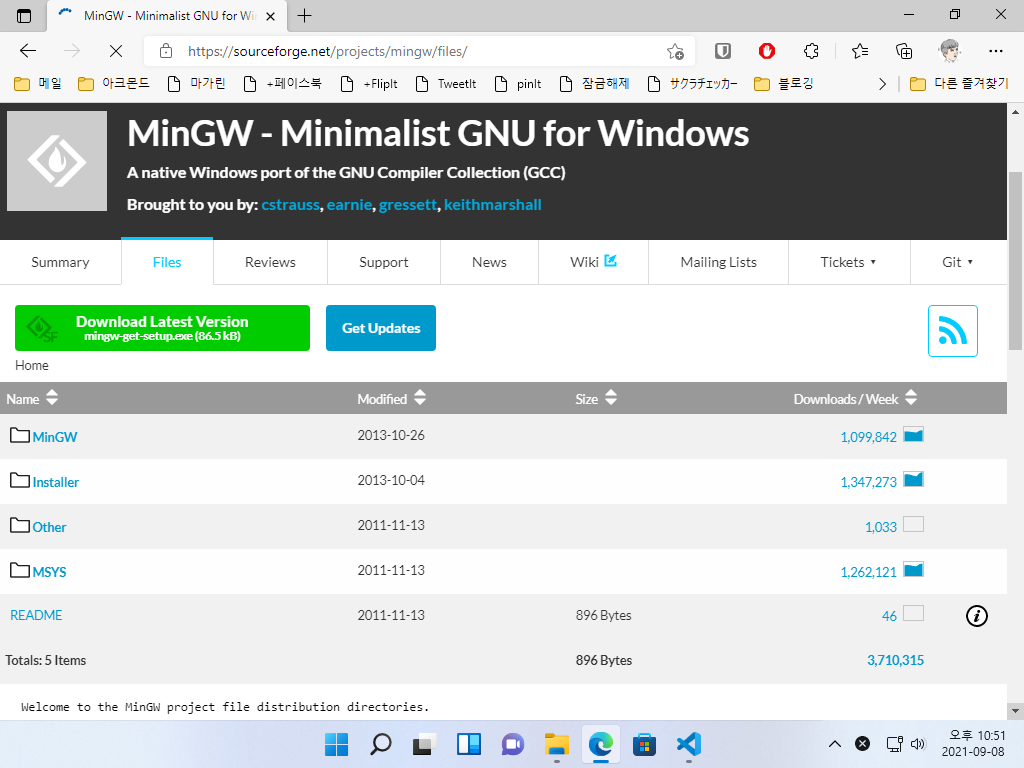 MinGW - Minimalist GNU for Wi
https://sourceforge.net/projects/mingw/files/
메일 아크몬드 마가린 +페이스북 +FlipIt TweetIt pinIt 잠금해제 サクラチェッカー 블로깅 다른 즐겨찾기
MinGW - Minimalist GNU for Windows
A native Windows port of the GNU Compiler Collection (GCC)
Brought to you by: cstrauss, earnie, gressett, keithmarshall
Summary Files Reviews Support News Wiki Mailing Lists Tickets Git
Download Latest Version
mingw-get-setup.exe (86.5 kB)
Get Updates
Home
Name Modified Size Downloads / Week
MinGW 2013-10-26 1,099,842
Installer 2013-10-04 1,347,273
Other 2011-11-13 1,033
MSYS 2011-11-13 1,262,121
README 2011-11-13 896 Bytes 46
Totals: 5 Items 896 Bytes 3,710,315
Welcome to the MinGW project file distribution directories.
오후 10:51
2021-09-08